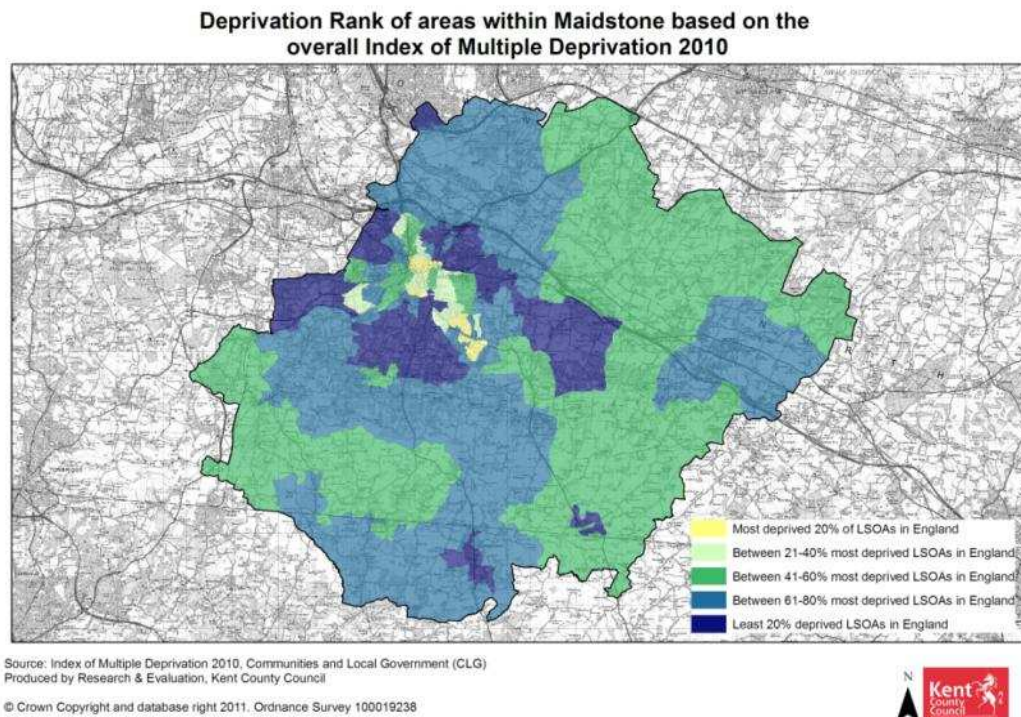 Deprivation Rank of areas within Maidstone based on the
overall Index of Multiple Deprivation 2010
Most deprived 20% of LSOAs in England
Between 21-40% most deprived LSOAs in England
Between 41-60% most deprived LSOAs in England
Between 61-80% most deprived LSOAs in England
Least 20% deprived LSOAs in England
Source: Index of Multiple Deprivation 2010, Communities and Local Government (CLG)
Produced by Research & Evaluation, Kent County Council
© Crown Copyright and database right 2011. Ordnance Survey 100019238
N
Kent
County
Council